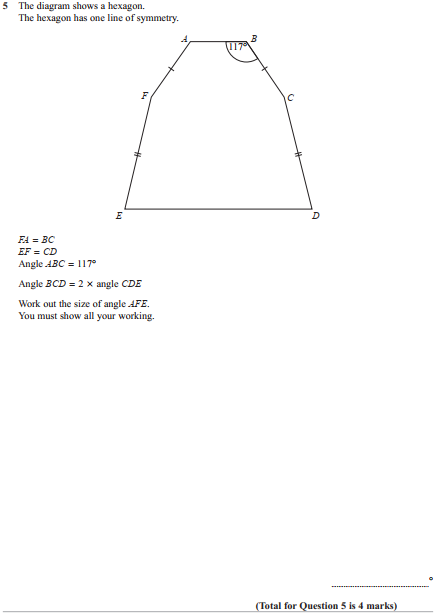 5 The diagram shows a hexagon.
The hexagon has one line of symmetry.
A
B
117°
F
C
E
D
FA = BC
EF = CD
Angle ABC = 117°
Angle BCD = 2 × angle CDE
Work out the size of angle AFE.
You must show all your working.
..............................°
(Total for Question 5 is 4 marks)